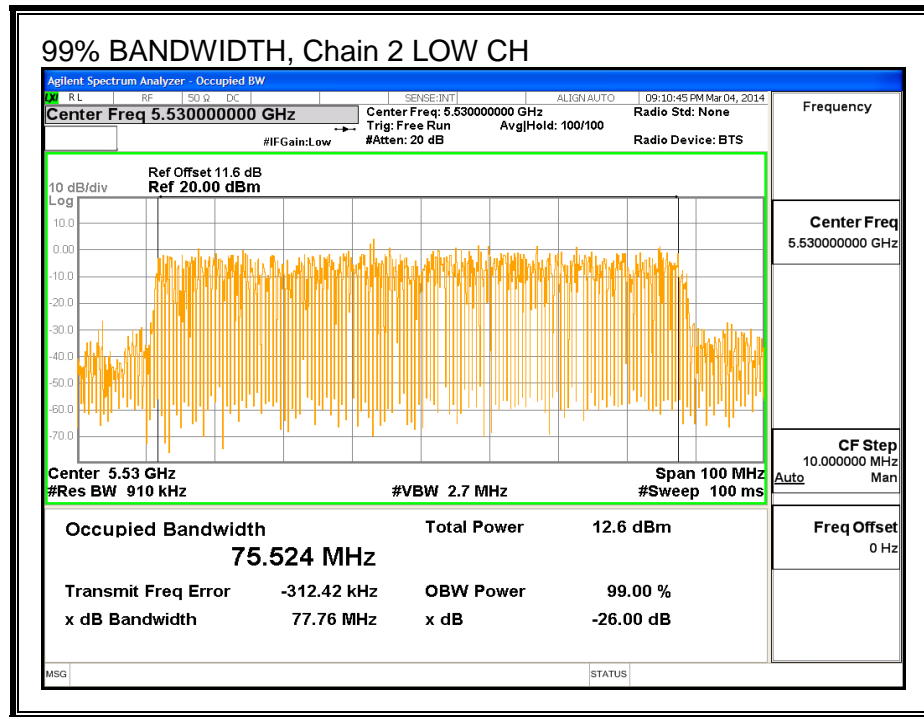 99% BANDWIDTH, Chain 2 LOW CH
Agilent Spectrum Analyzer - Occupied BW
LXI RL RF 50 Ω DC SENSE:INT ALIGN AUTO 09:10:45 PM Mar 04, 2014
Center Freq 5.530000000 GHz
Center Freq: 5.530000000 GHz
Radio Std: None
Trig: Free Run Avg|Hold: 100/100
#IFGain:Low
#Atten: 20 dB
Radio Device: BTS
Ref Offset 11.6 dB
10 dB/div Ref 20.00 dBm
Log
10.0
0.00
-10.0
-20.0
-30.0
-40.0
-50.0
-60.0
-70.0
Center 5.53 GHz Span 100 MHz
#Res BW 910 kHz #VBW 2.7 MHz #Sweep 100 ms
Occupied Bandwidth Total Power 12.6 dBm
75.524 MHz
Transmit Freq Error -312.42 kHz OBW Power 99.00 %
x dB Bandwidth 77.76 MHz x dB -26.00 dB
MSG STATUS
Frequency
Center Freq
5.530000000 GHz
CF Step
10.000000 MHz
Auto Man
Freq Offset
0 Hz